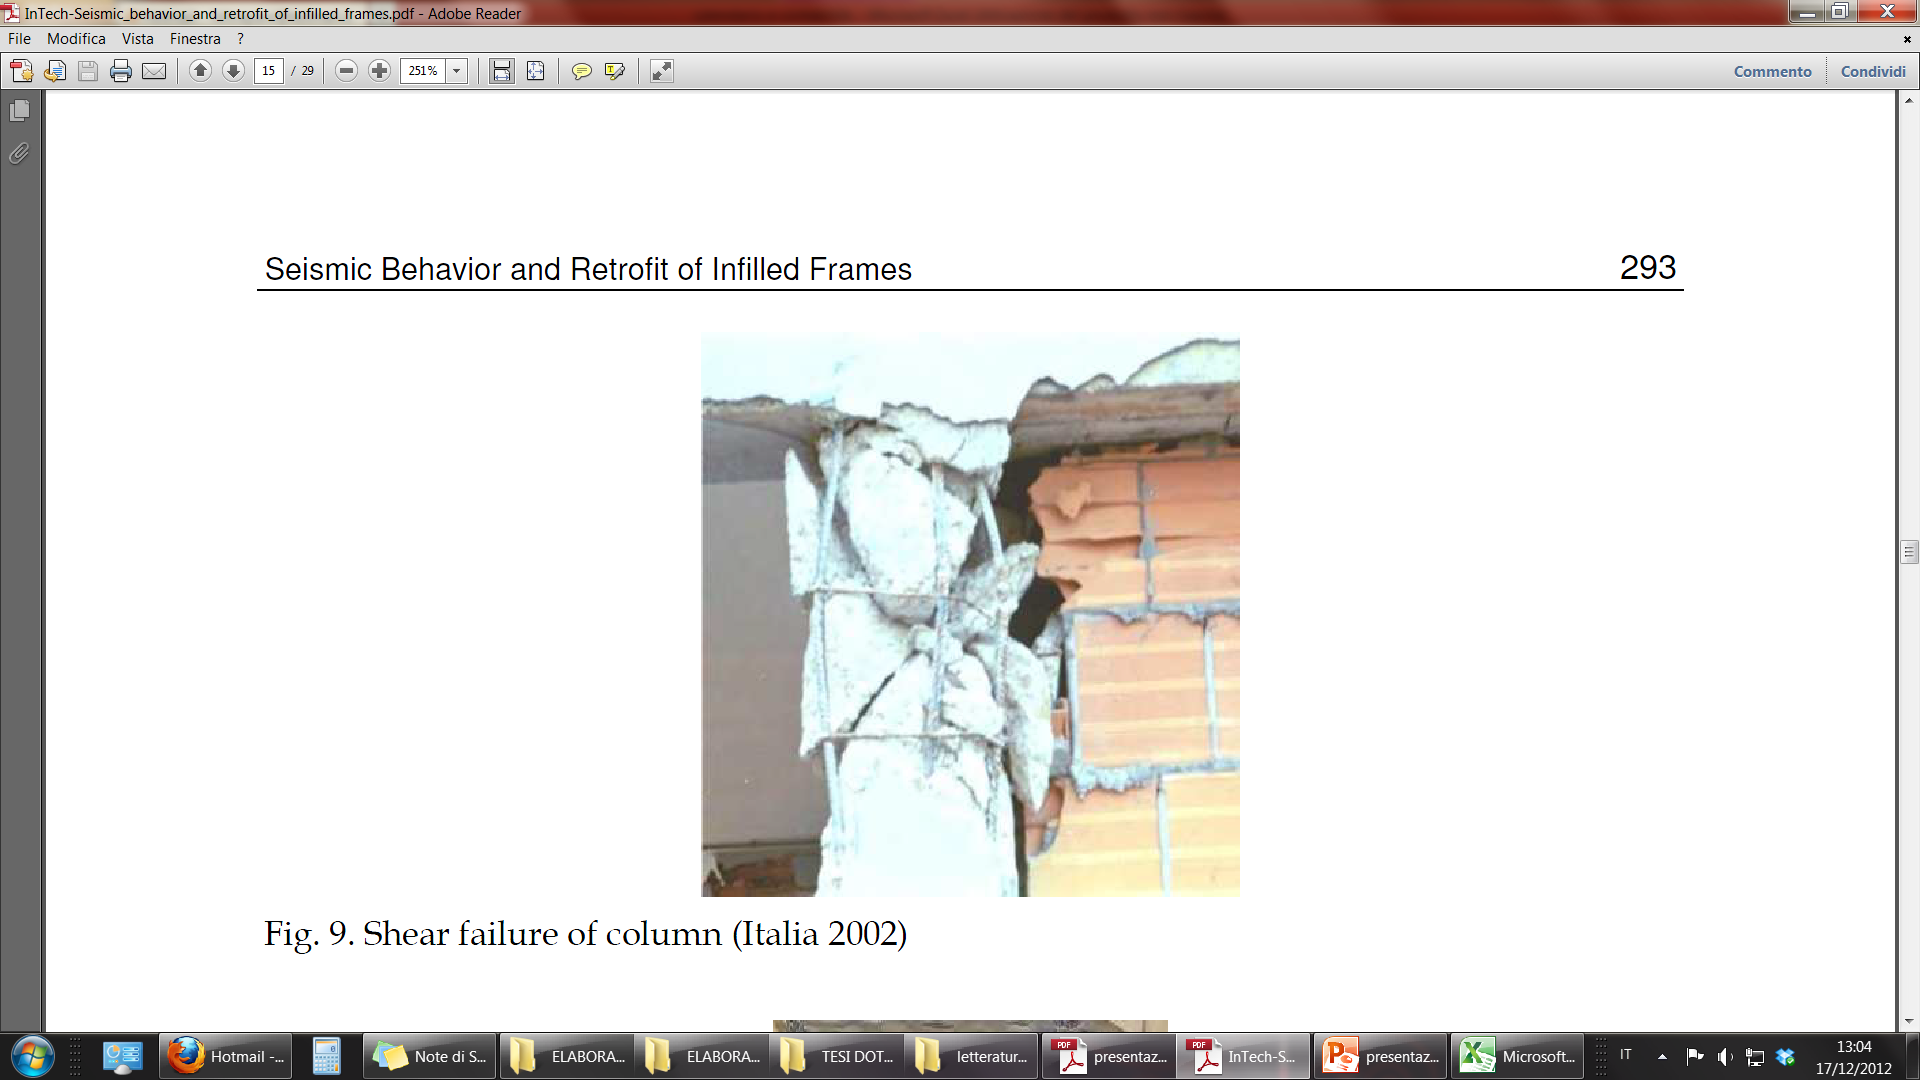 InTech-Seismic_behavior_and_retrofit_of_infilled_frames.pdf - Adobe Reader
File Modifica Vista Finestra ?
15 / 29 251% Commento Condividi
Seismic Behavior and Retrofit of Infilled Frames 293
Fig. 9. Shear failure of column (Italia 2002)
Hotmail -... Note di S... ELABORA... ELABORA... TESI DOT... letteratur... PDF presentaz... PDF InTech-S... presentaz... Microsoft... IT 13:04
17/12/2012